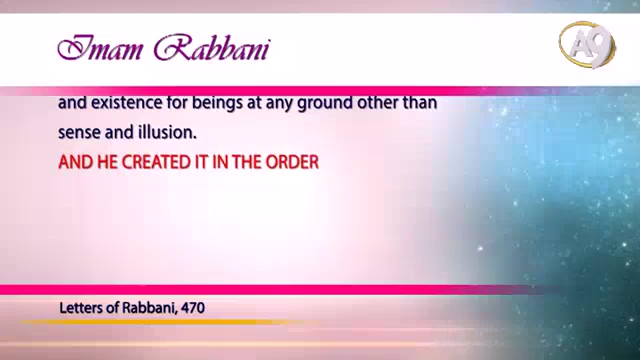 Imam Rabbani
A9
and existence for beings at any ground other than
sense and illusion.
AND HE CREATED IT IN THE ORDER
Letters of Rabbani, 470